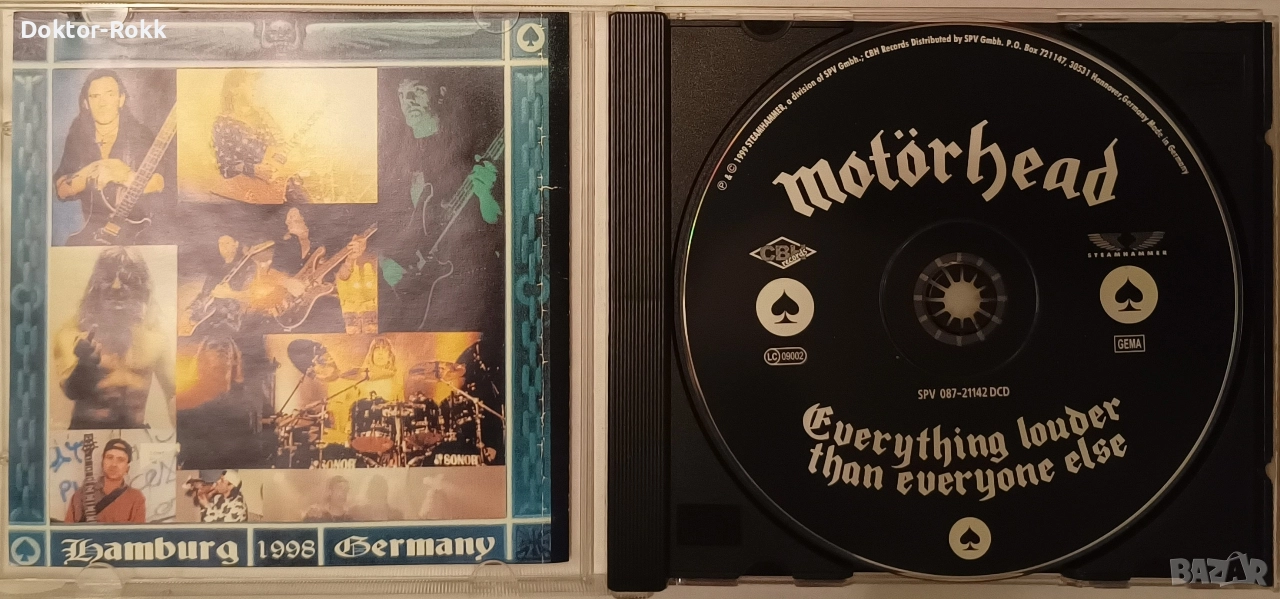 Doktor-Rokk
SONOR
SONOR
Hamburg 1998 Germany
℗ & © 1999 STEAMHAMMER, a division of SPV Gmbh.; CBH Records Distributed by SPV Gmbh. P.O. Box 721147, 30531 Hannover, Germany Made in Germany
motörhead
CBH
records
STEAMHAMMER
LC 09002
GEMA
SPV 087-21142 DCD
Everything louder
than everyone else
BAZAR